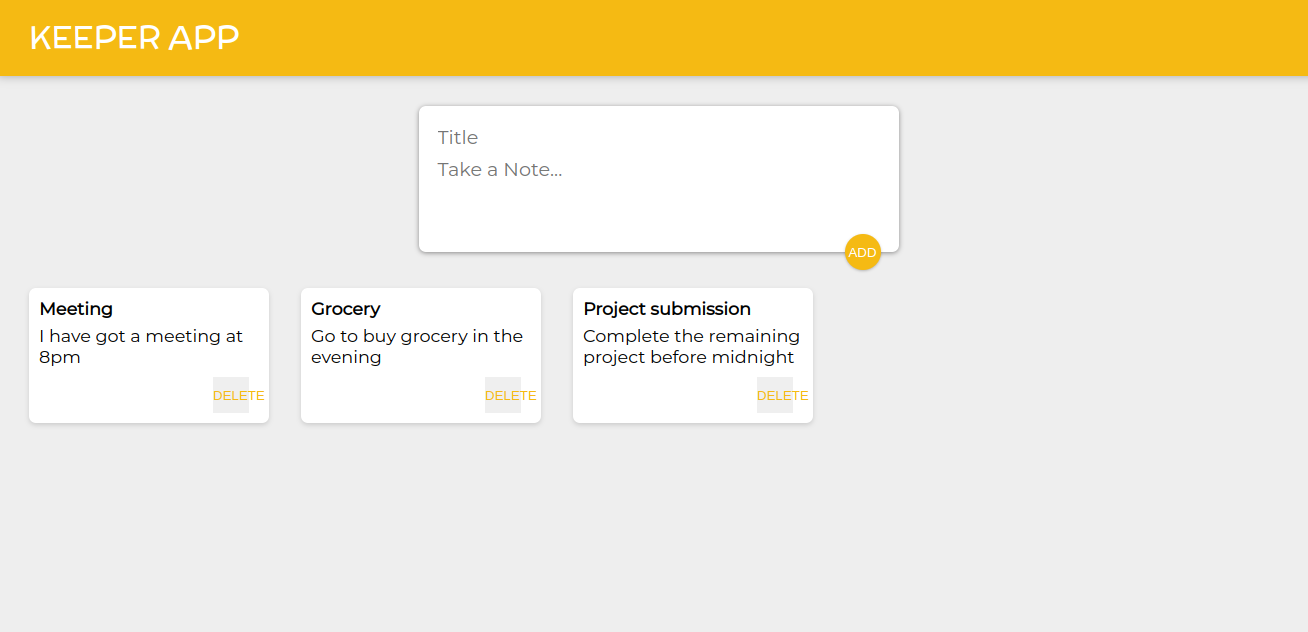 KEEPER APP
Title
Take a Note...
ADD
Meeting
I have got a meeting at
8pm
DELETE
Grocery
Go to buy grocery in the
evening
DELETE
Project submission
Complete the remaining
project before midnight
DELETE